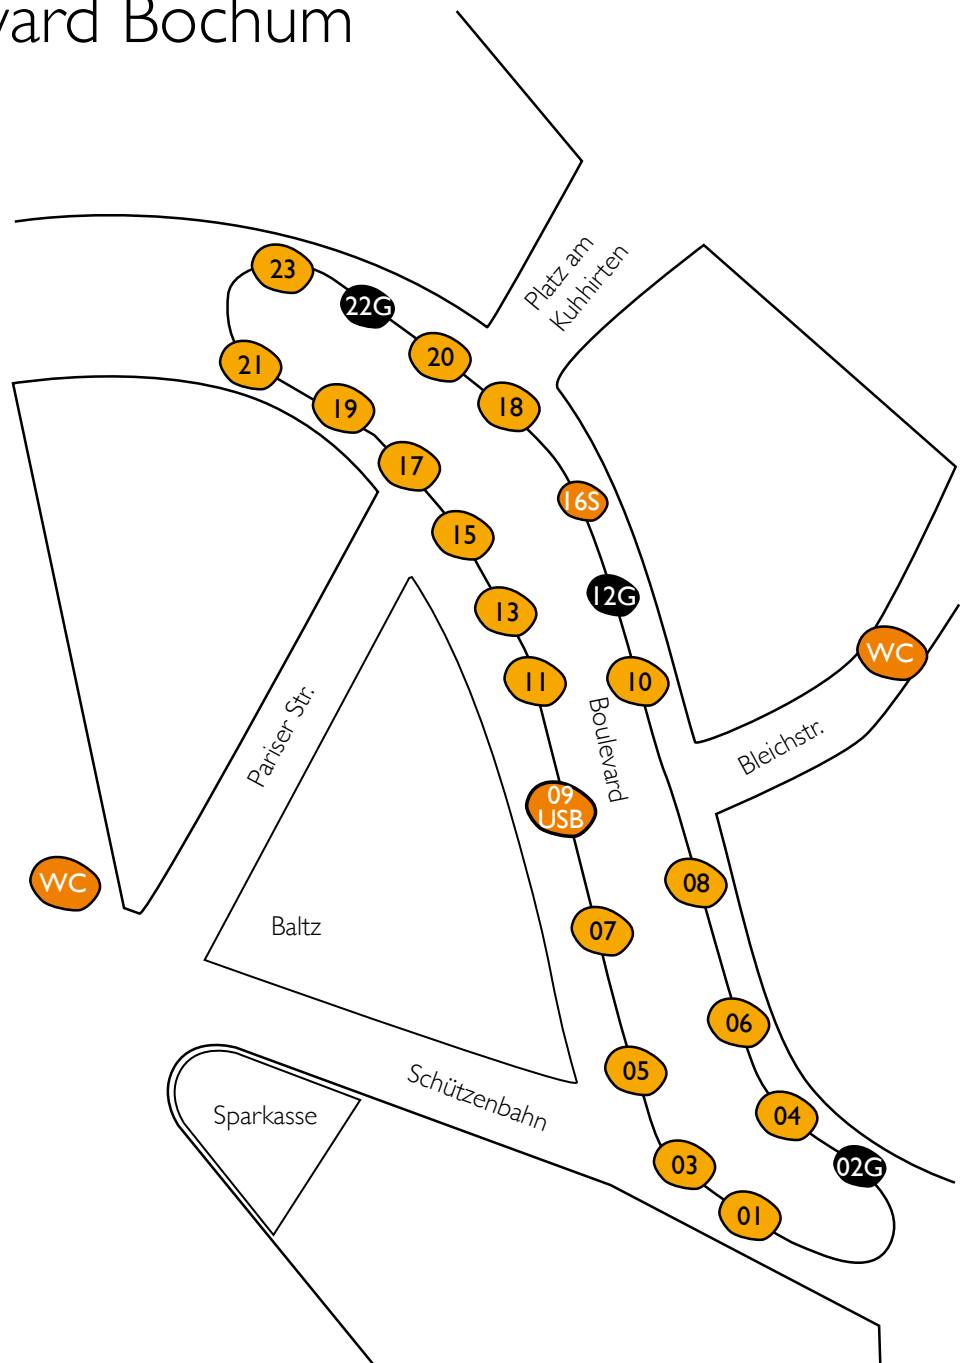 vard Bochum
Platz am
Kuhhirten
23
22G
20
21
19
18
17
16S
15
12G
13
WC
11
10
Pariser Str.
Boulevard
Bleichstr.
09
USB
WC
08
Baltz
07
06
05
Schützenbahn
Sparkasse
04
03
02G
01